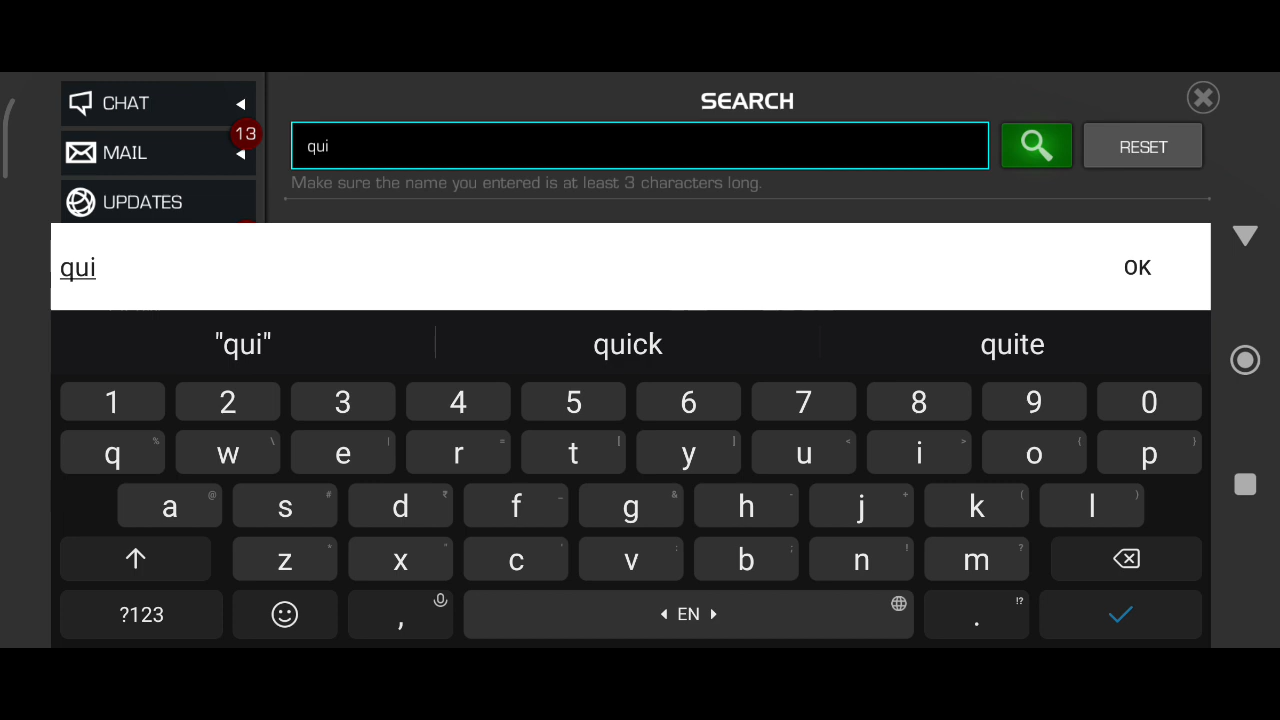 CHAT
13
MAIL
UPDATES
SEARCH
qui
RESET
Make sure the name you entered is at least 3 characters long.
qui
OK
"qui" quick quite
1 2 3 4 5 6 7 8 9 0
q % w \ e | r = t [ y ] u < i > o { p }
a @ s # d ₹ f _ g & h - j + k ( l )
z * x " c ' v : b ; n ! m ?
?123 , EN . !?